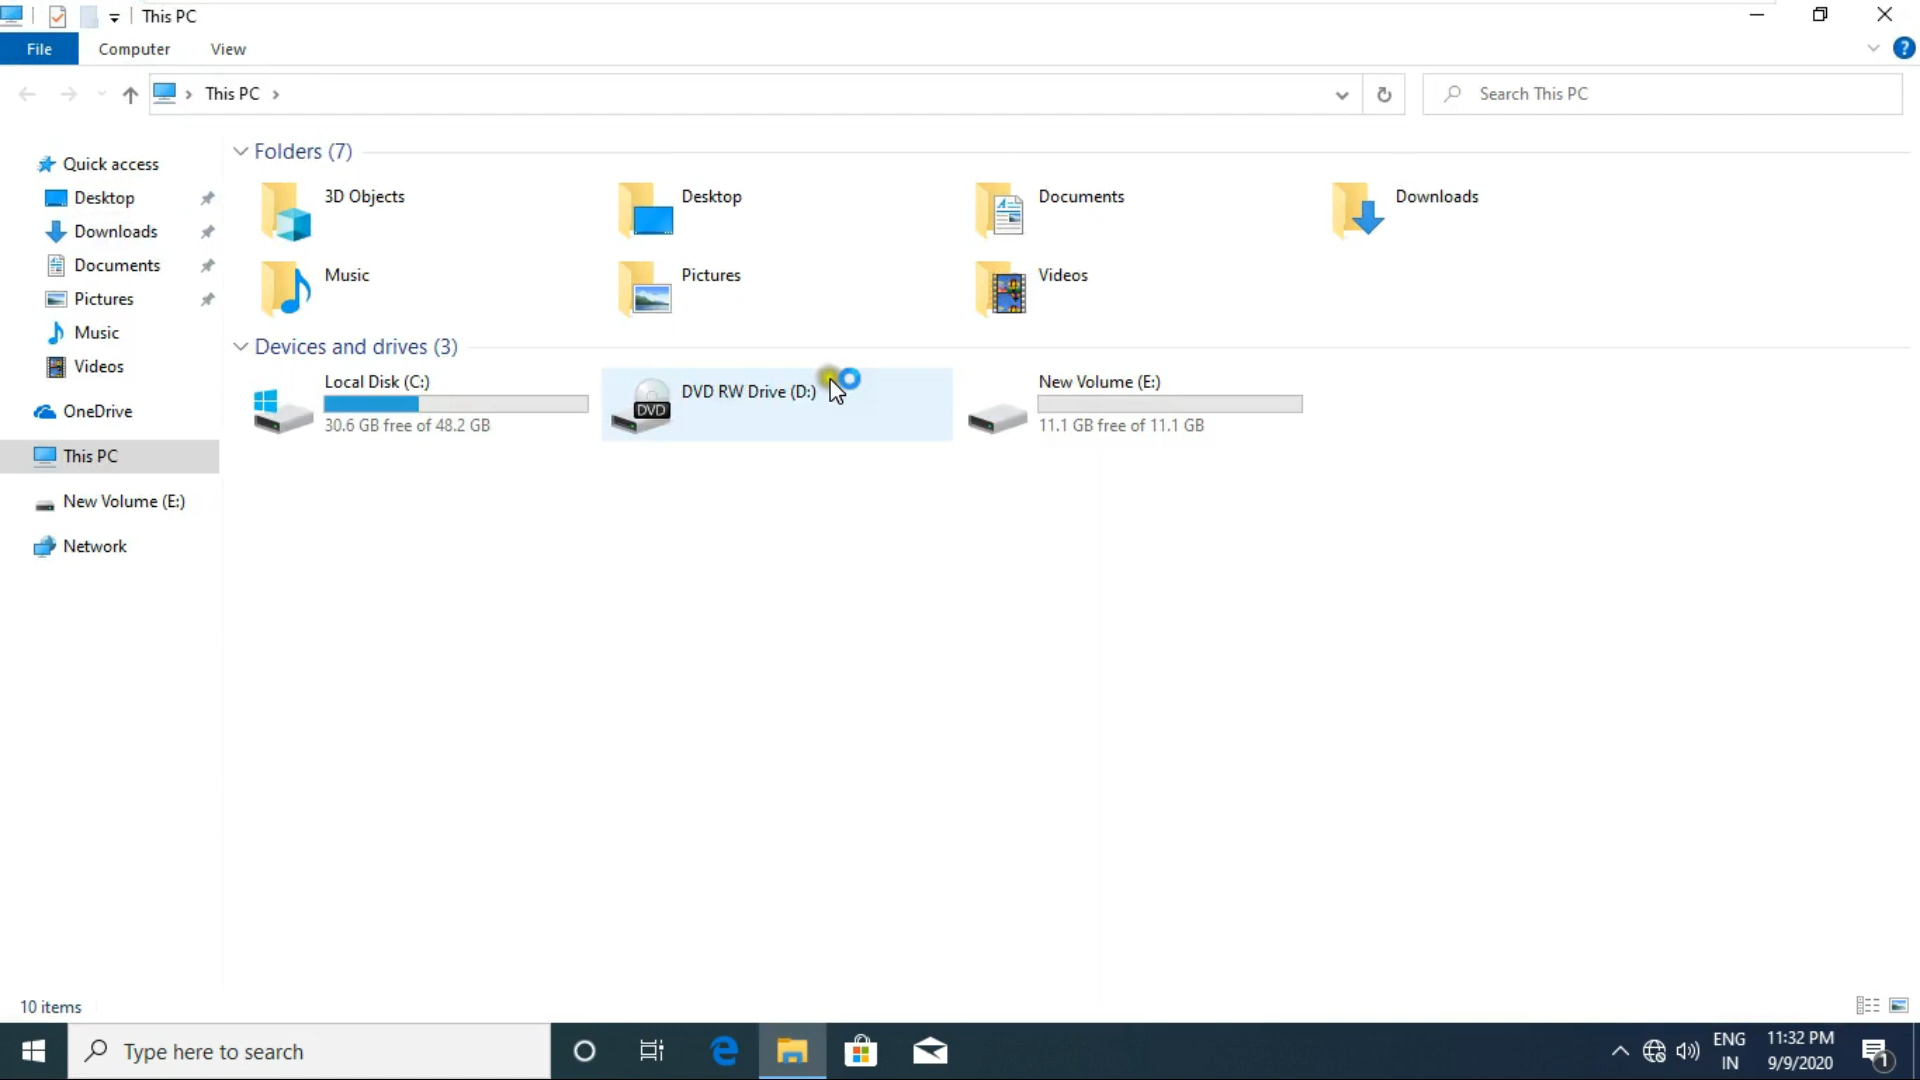 This PC
File Computer View
This PC
Search This PC
Quick access
Desktop
Downloads
Documents
Pictures
Music
Videos
OneDrive
This PC
New Volume (E:)
Network
Folders (7)
3D Objects
Desktop
Documents
Downloads
Music
Pictures
Videos
Devices and drives (3)
Local Disk (C:)
30.6 GB free of 48.2 GB
DVD
DVD RW Drive (D:)
New Volume (E:)
11.1 GB free of 11.1 GB
10 items
Type here to search
ENG
IN
11:32 PM
9/9/2020
1